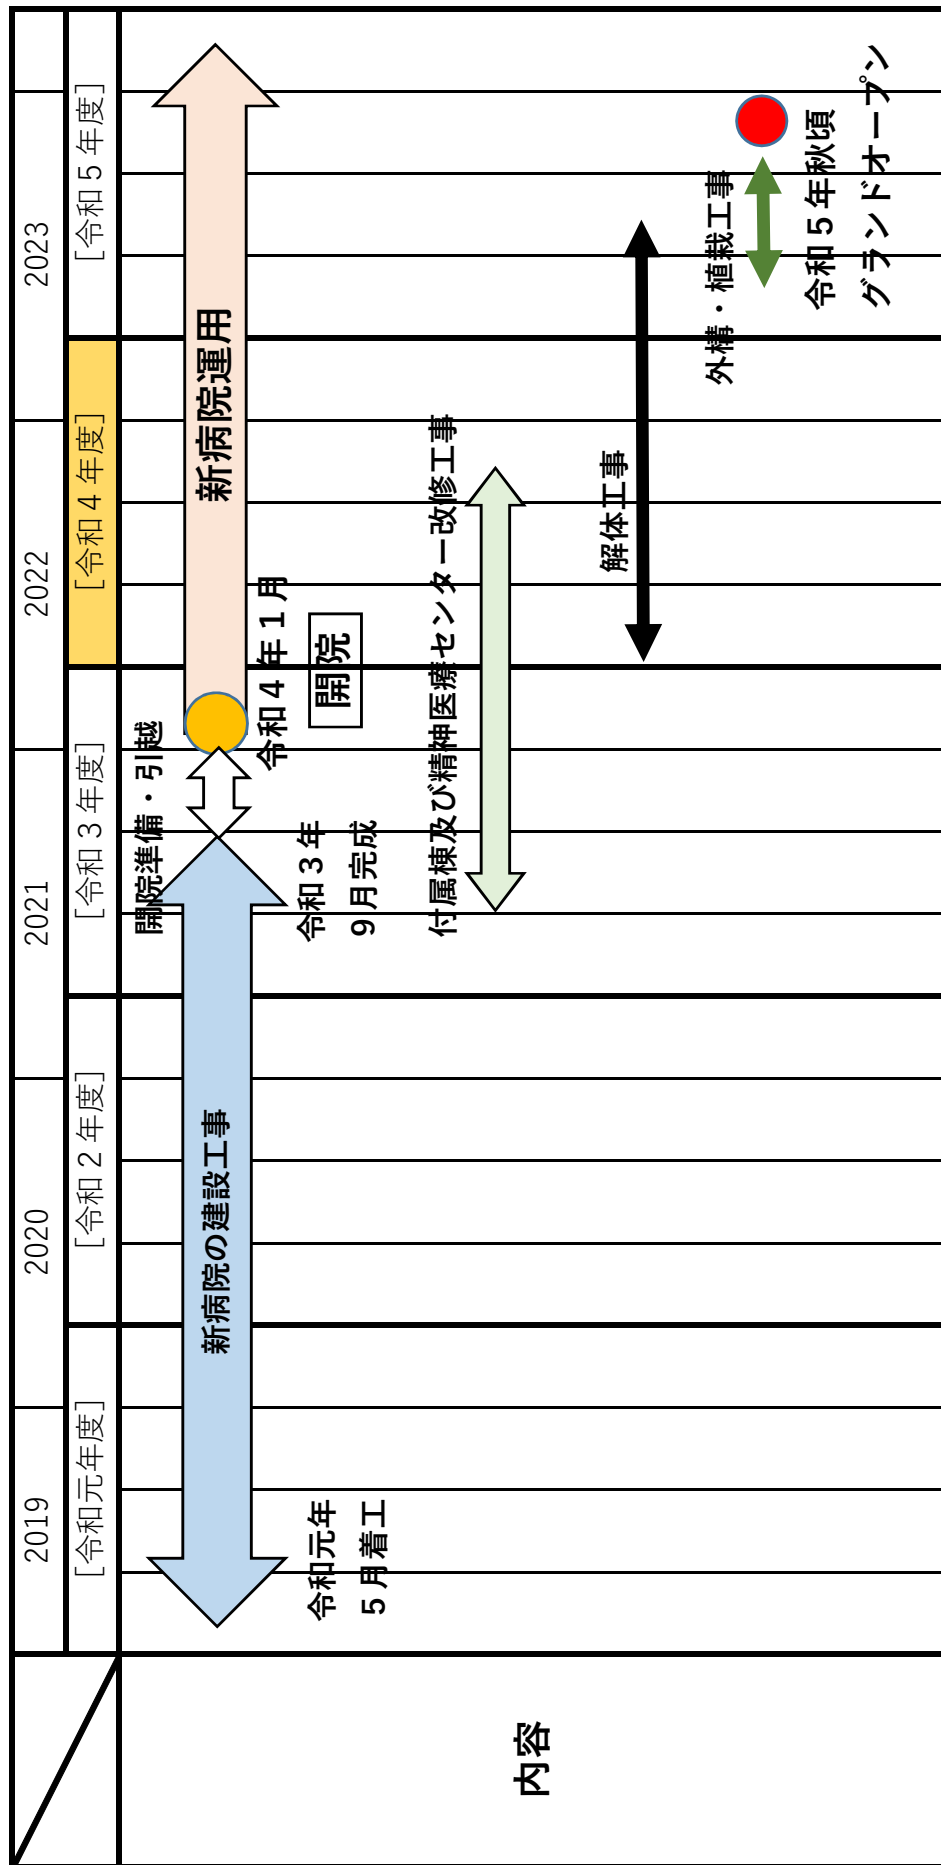 2019
2020
2021
2022
2023
［令和元年度］
［令和２年度］
［令和３年度］
［令和４年度］
［令和５年度］
内容
開院準備・引越
新病院の建設工事
新病院運用
令和元年
５月着工
令和３年
９月完成
令和４年１月
開院
付属棟及び精神医療センター改修工事
解体工事
外構・植栽工事
令和５年秋頃
グランドオープン